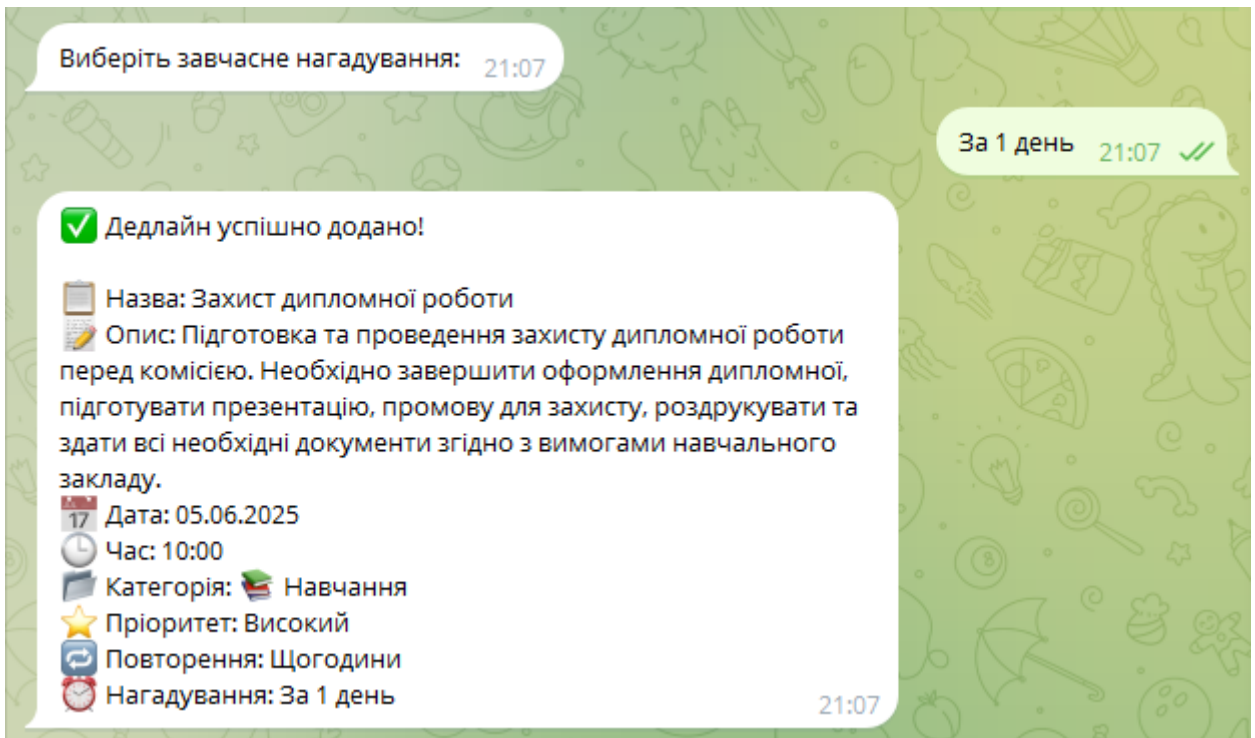 Виберіть завчасне нагадування: 21:07
За 1 день 21:07
✅ Дедлайн успішно додано!
📋 Назва: Захист дипломної роботи
📝 Опис: Підготовка та проведення захисту дипломної роботи
перед комісією. Необхідно завершити оформлення дипломної,
підготувати презентацію, промову для захисту, роздрукувати та
здати всі необхідні документи згідно з вимогами навчального
закладу.
📅 Дата: 05.06.2025
🕒 Час: 10:00
📁 Категорія: 📚 Навчання
⭐ Пріоритет: Високий
🔁 Повторення: Щогодини
⏰ Нагадування: За 1 день
21:07